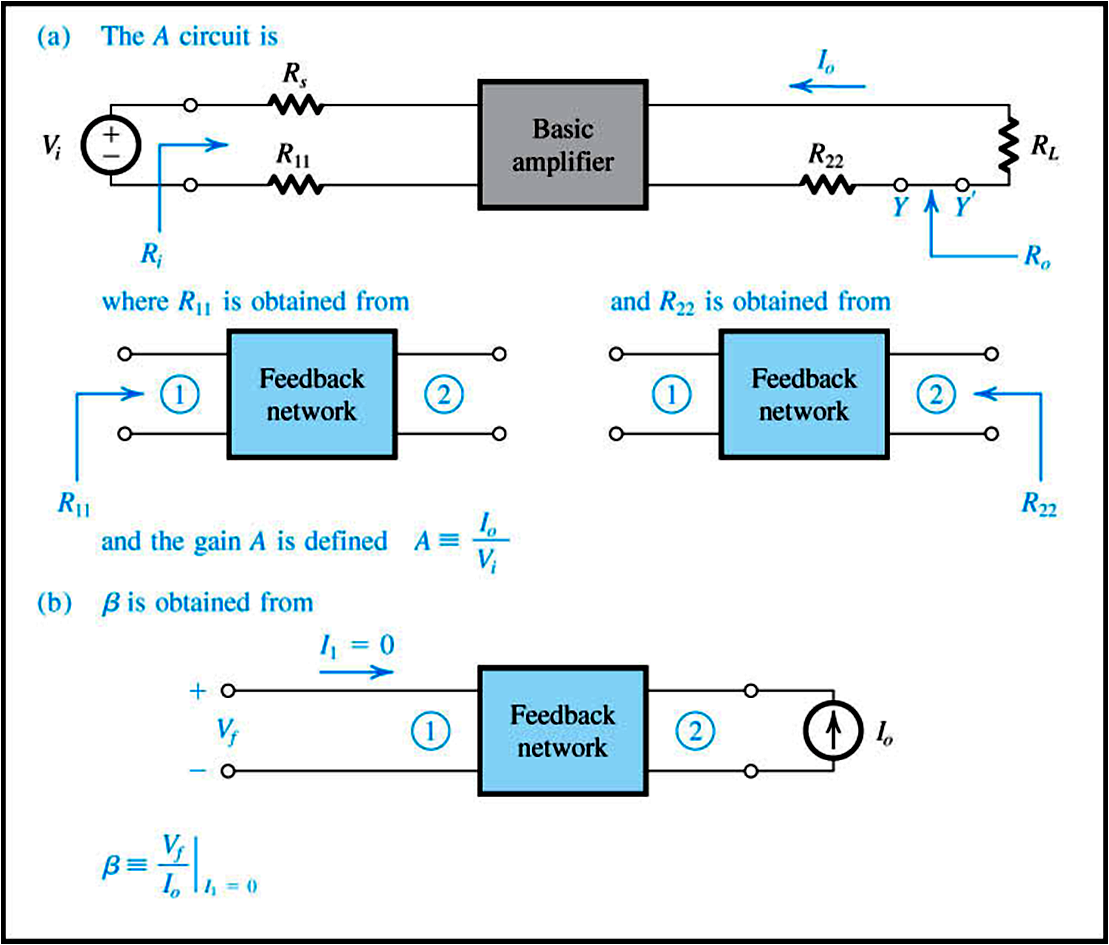 (a) The A circuit is
I_o
R_s
V_i
+
−
R_11
Basic
amplifier
R_22
R_L
Y Y′
R_i
R_o
where R_11 is obtained from
and R_22 is obtained from
1
Feedback
network
2
R_11
1
Feedback
network
2
R_22
and the gain A is defined A ≡ I_o / V_i
(b) β is obtained from
I_1 = 0
+
V_f
−
1
Feedback
network
2
I_o
β ≡ V_f / I_o |_{I_1 = 0}